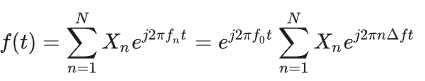 f(t) = \sum_{n=1}^{N} X_n e^{j2\pi f_n t} = e^{j2\pi f_0 t} \sum_{n=1}^{N} X_n e^{j2\pi n \Delta f t}